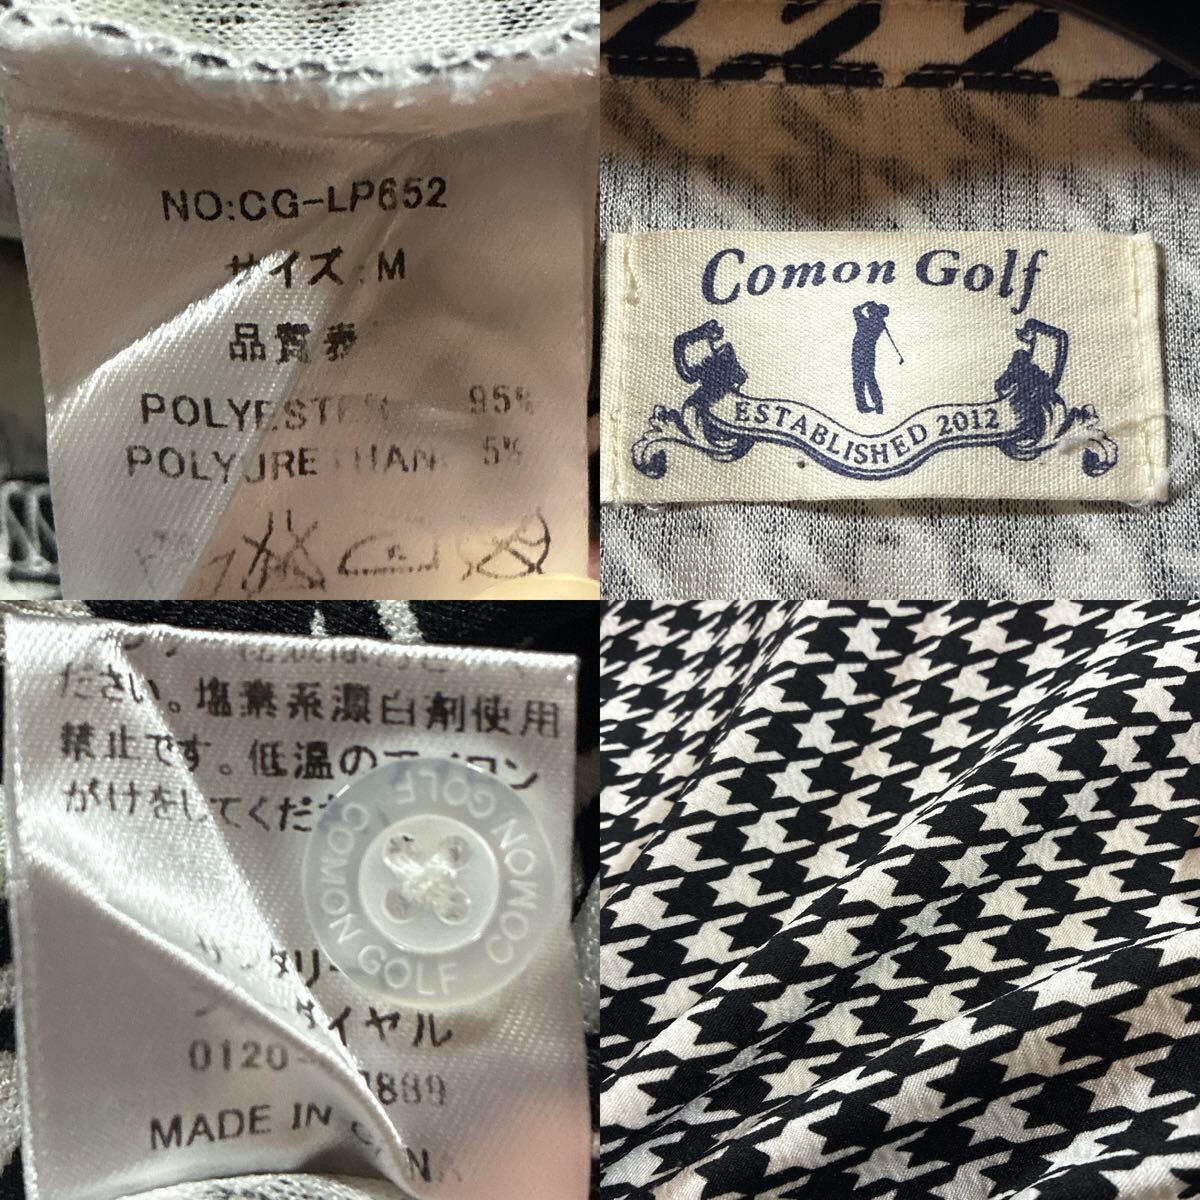 NO:CG-LP652
サイズ:M
品質表
POLYESTER 95%
POLYURETHANE 5%
Comon Golf
ESTABLISHED 2012
ださい。塩素系漂白剤使用
禁止です。低温のアイロン
がけをしてくださ
COMON GOLF COMON GOLF
ダイヤル
0120- 889
MADE IN CHINA